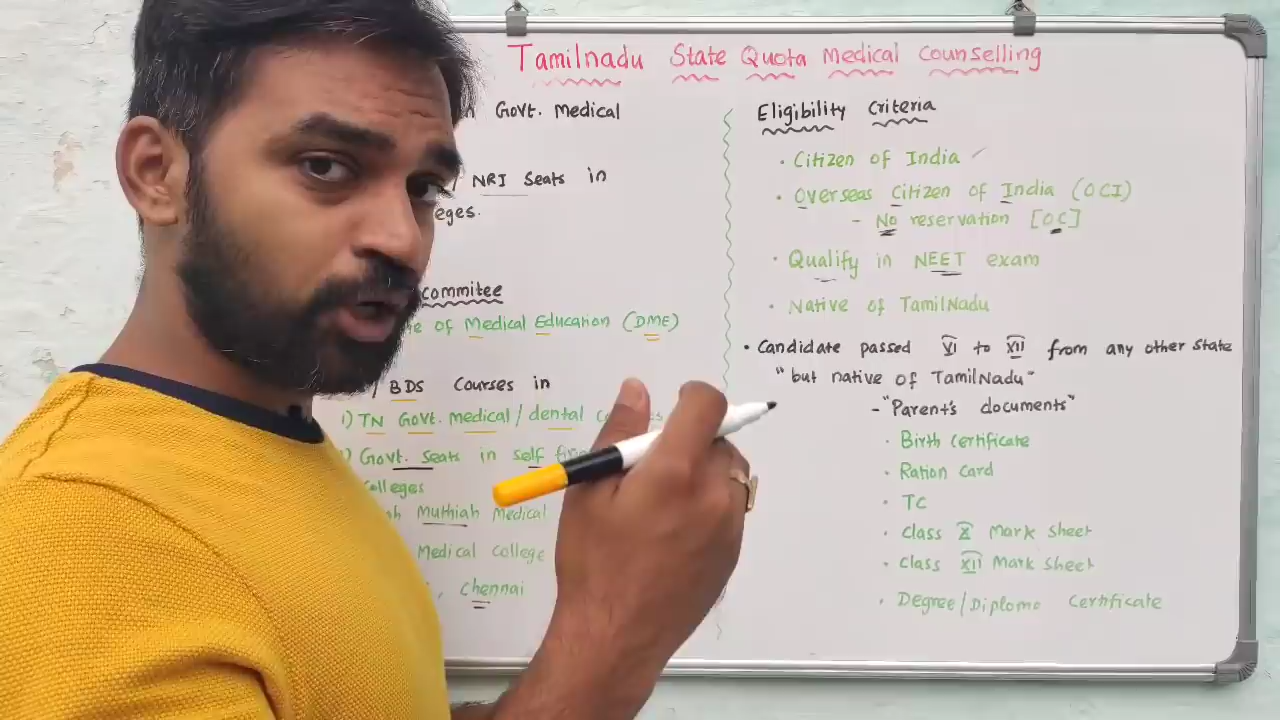 Tamilnadu State Quota Medical Counselling
Govt. Medical
NRI Seats in
eges.
commitee
te of Medical Education (DME)
/ BDS Courses in
1) TN Govt. medical / dental
Govt. Seats in self
colleges
Muthiah Medical
Medical College
, chennai
Eligibility criteria
• Citizen of India
• Overseas Citizen of India (OCI)
- No reservation [OC]
• Qualify in NEET exam
• Native of TamilNadu
• Candidate passed VI to XII from any other state
"but native of TamilNadu"
- "Parent's documents"
• Birth certificate
• Ration card
• TC
• class X Mark sheet
• class XII Mark sheet
• Degree/Diploma certificate